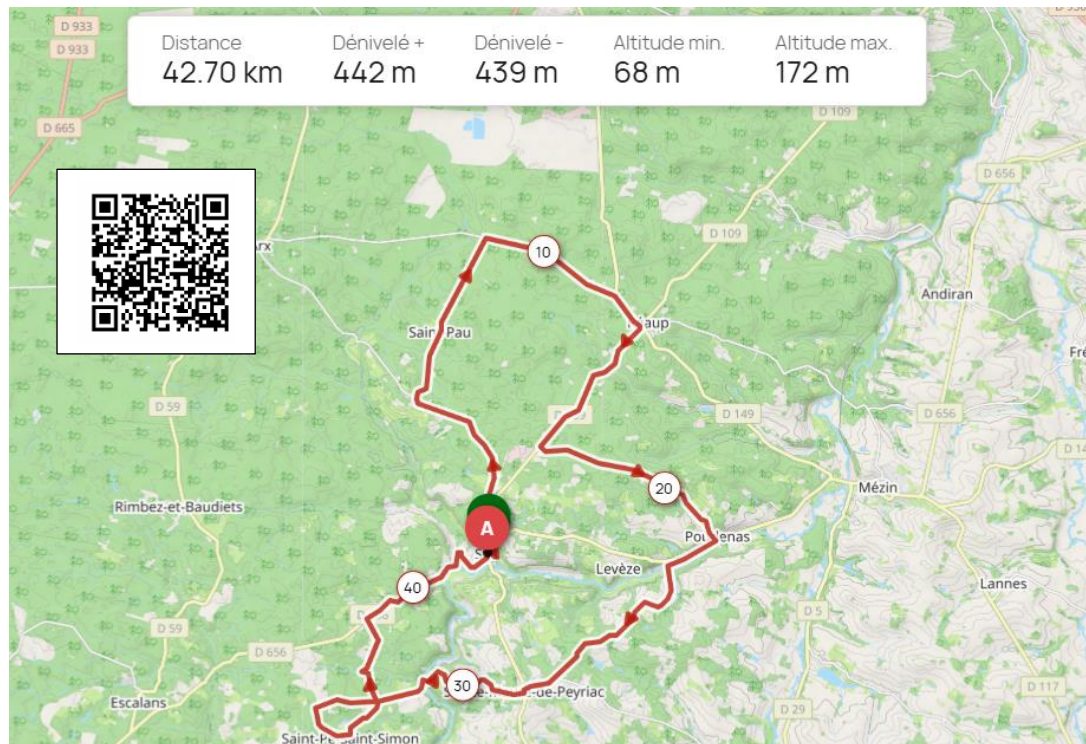 D 933
D 933
Distance
42.70 km
Dénivelé +
442 m
Dénivelé -
439 m
Altitude min.
68 m
Altitude max.
172 m
D 109
D 665
D 656
10
D 109
Andiran
D 59
D 149
D 656
Mézin
20
Rimbez-et-Baudiets
A
Levèze
Lannes
40
D 5
D 59
D 656
30
-de-Peyriac
D 117
Escalans
D 29